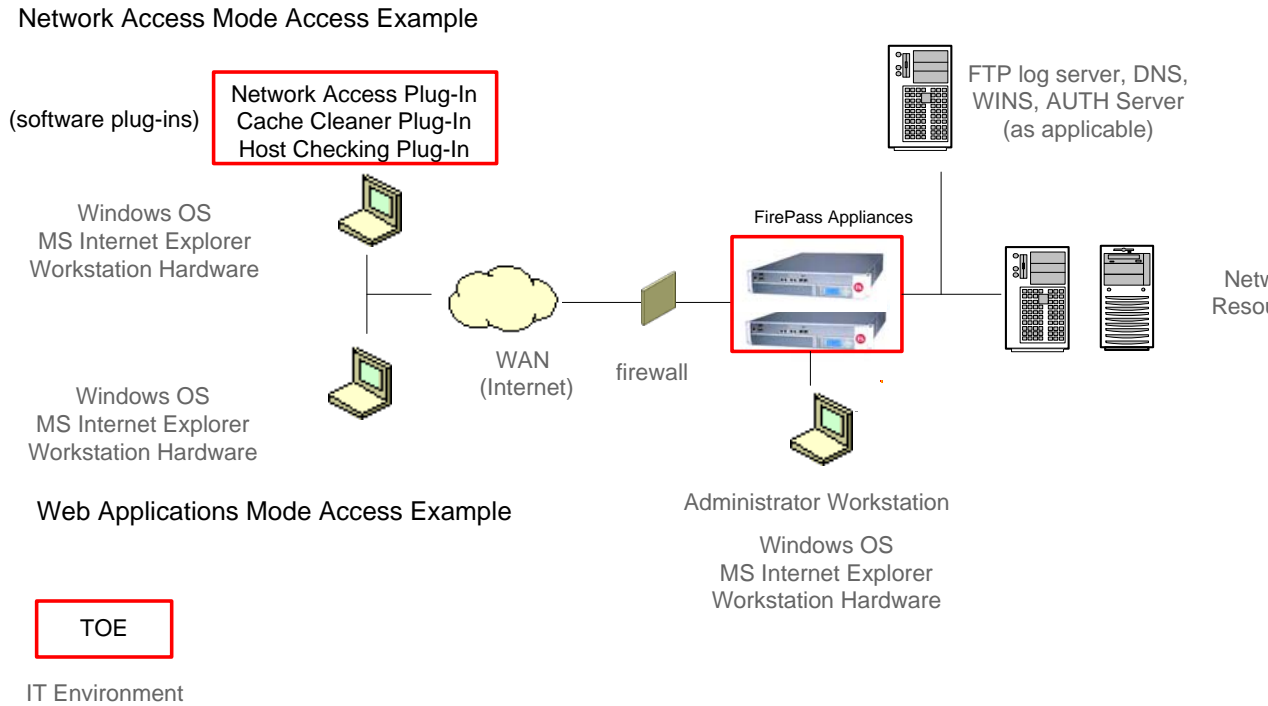 Network Access Mode Access Example
(software plug-ins)
Network Access Plug-In
Cache Cleaner Plug-In
Host Checking Plug-In
Windows OS
MS Internet Explorer
Workstation Hardware
FTP log server, DNS,
WINS, AUTH Server
(as applicable)
FirePass Appliances
Netw
Resou
WAN
(Internet)
firewall
Windows OS
MS Internet Explorer
Workstation Hardware
Web Applications Mode Access Example
Administrator Workstation
Windows OS
MS Internet Explorer
Workstation Hardware
TOE
IT Environment